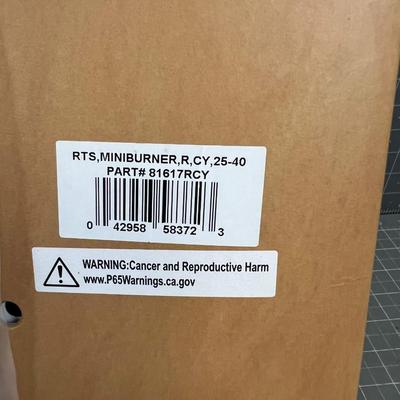 RTS,MINIBURNER,R,CY,25-40
PART# 81617RCY
0 42958 58372 3
WARNING:Cancer and Reproductive Harm
www.P65Warnings.ca.gov